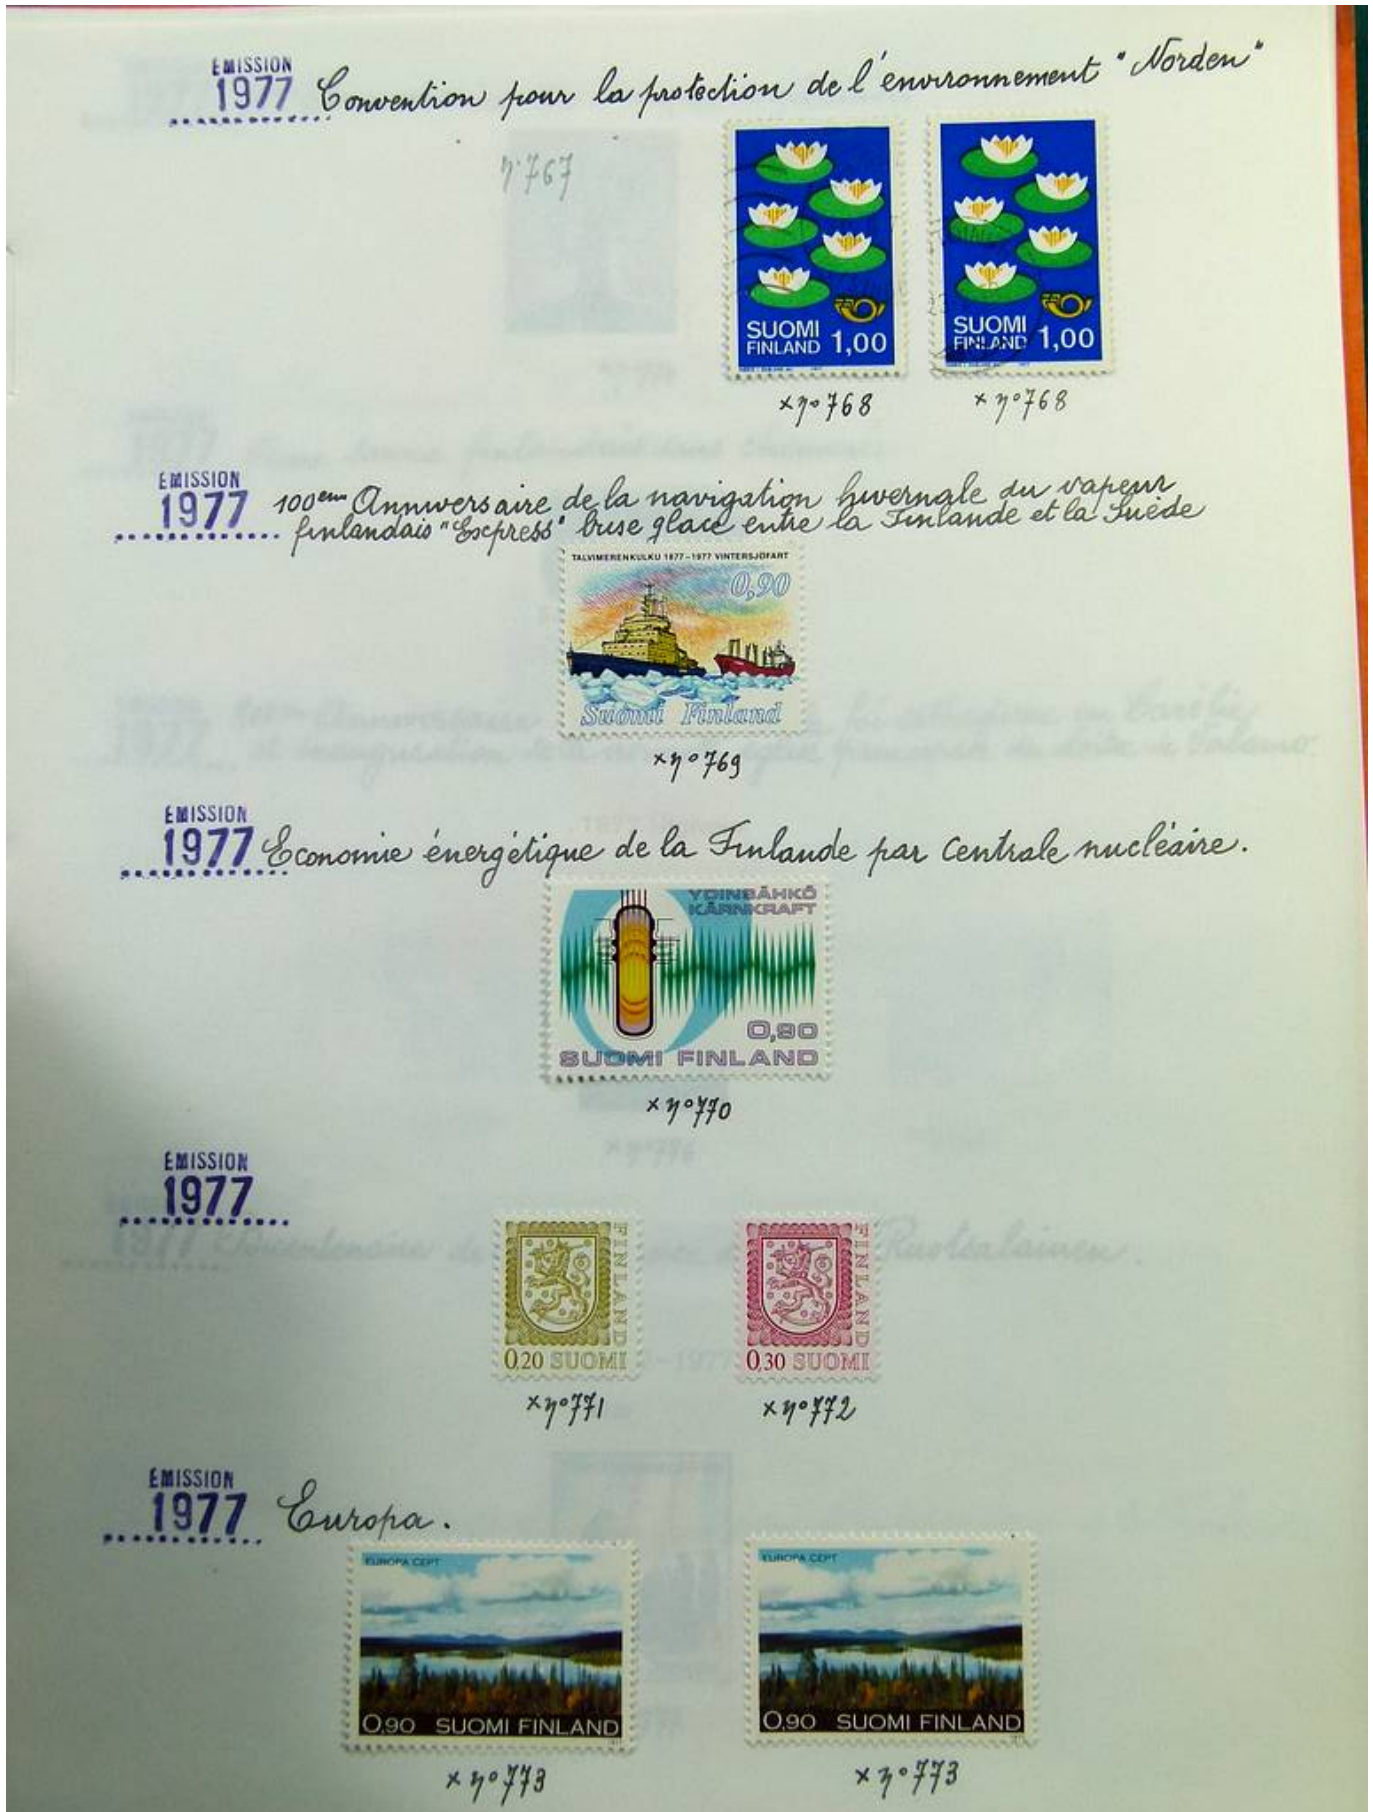 EMISSION
1977 Convention pour la protection de l'environnement "Norden"
n°767
SUOMI
FINLAND 1,00
SUOMI
FINLAND 1,00
x n°768
x n°768
EMISSION
1977 100em Anniversaire de la navigation hivernale du vapeur
finlandais "Express" brise glace entre la Finlande et la Suède
TALVIMERENKULKU 1877-1977 VINTERSJÖFART
0,90
Suomi Finland
x n°769
EMISSION
1977 Economie énergétique de la Finlande par centrale nucléaire.
YDINSÄHKÖ
KÄRNKRAFT
0,90
SUOMI FINLAND
x n°770
EMISSION
1977
FINLAND
0,20 SUOMI
FINLAND
0,30 SUOMI
x n°771
x n°772
EMISSION
1977 Europa.
EUROPA CEPT
0,90 SUOMI FINLAND
EUROPA CEPT
0,90 SUOMI FINLAND
x n°773
x n°773